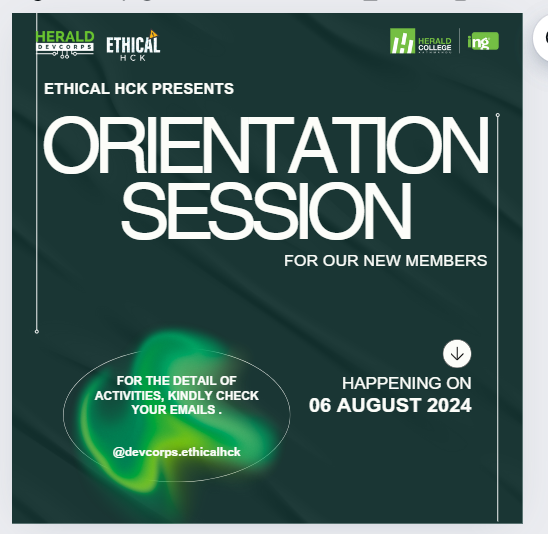 HERALD
DEVCORPS
ETHICAL
HCK
HERALD
COLLEGE
KATHMANDU
ing
ETHICAL HCK PRESENTS
ORIENTATION
SESSION
FOR OUR NEW MEMBERS
FOR THE DETAIL OF
ACTIVITIES, KINDLY CHECK
YOUR EMAILS .
@devcorps.ethicalhck
HAPPENING ON
06 AUGUST 2024